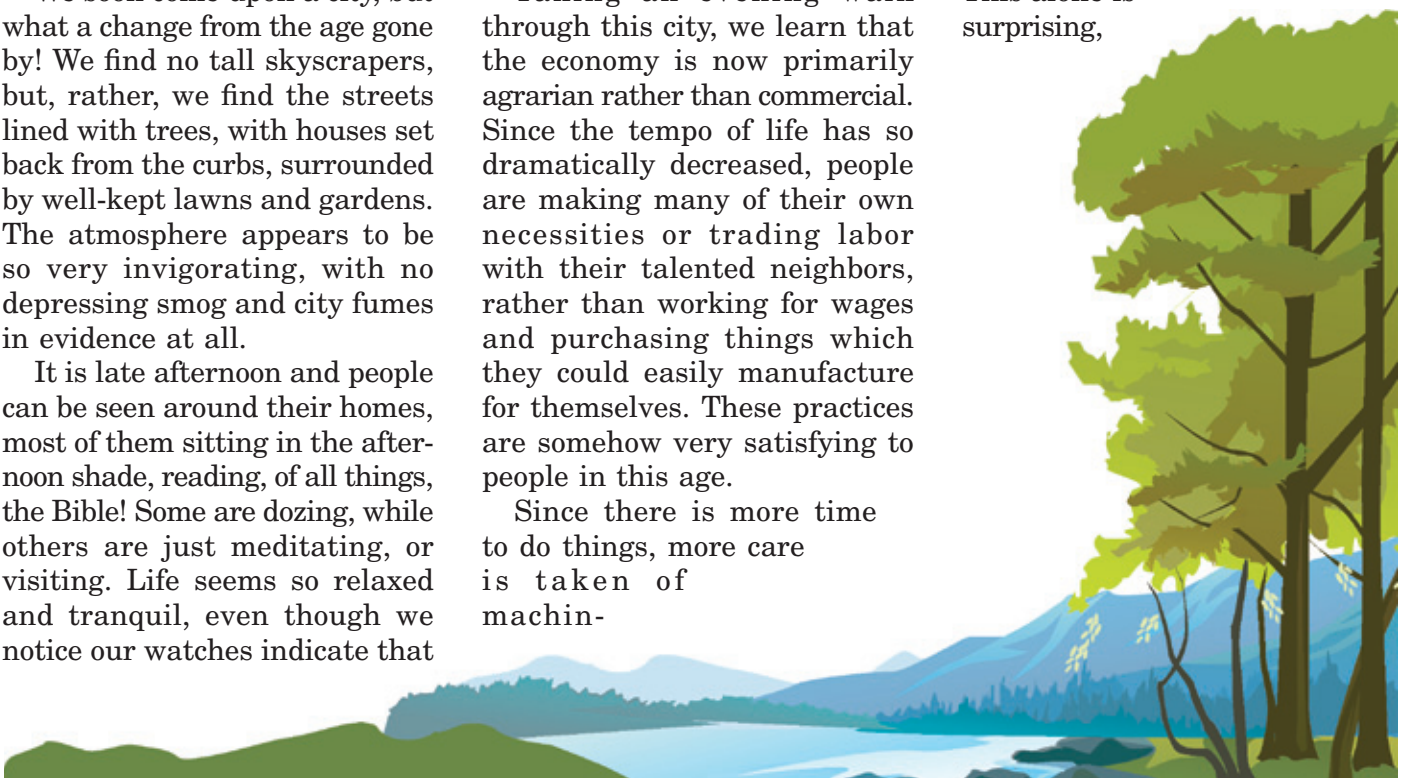 what a change from the age gone
by! We find no tall skyscrapers,
but, rather, we find the streets
lined with trees, with houses set
back from the curbs, surrounded
by well-kept lawns and gardens.
The atmosphere appears to be
so very invigorating, with no
depressing smog and city fumes
in evidence at all.
It is late afternoon and people
can be seen around their homes,
most of them sitting in the after-
noon shade, reading, of all things,
the Bible! Some are dozing, while
others are just meditating, or
visiting. Life seems so relaxed
and tranquil, even though we
notice our watches indicate that
through this city, we learn that
the economy is now primarily
agrarian rather than commercial.
Since the tempo of life has so
dramatically decreased, people
are making many of their own
necessities or trading labor
with their talented neighbors,
rather than working for wages
and purchasing things which
they could easily manufacture
for themselves. These practices
are somehow very satisfying to
people in this age.
Since there is more time
to do things, more care
is taken of
machin-
surprising,